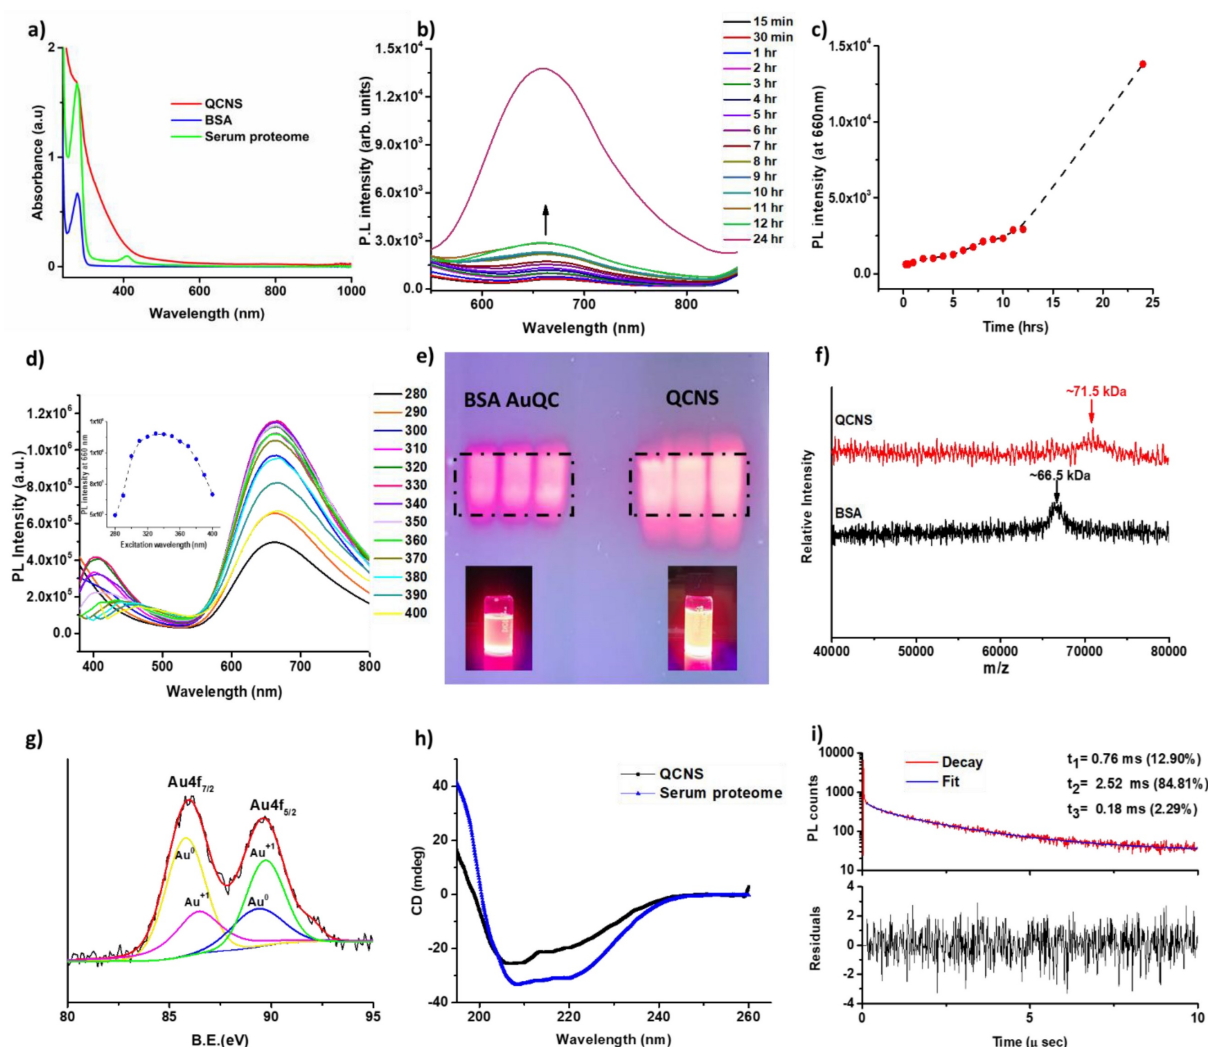 a)
2
1
0
Absorbance (a.u)
QCNS
BSA
Serum proteome
400
600
800
1000
Wavelength (nm)
b)
1.5x10⁴
1.2x10⁴
9.0x10³
6.0x10³
3.0x10³
0.0
P.L intensity (arb. units)
600
700
800
Wavelength (nm)
15 min
30 min
1 hr
2 hr
3 hr
4 hr
5 hr
6 hr
7 hr
8 hr
9 hr
10 hr
11 hr
12 hr
24 hr
c)
1.5x10⁴
1.0x10⁴
5.0x10³
0.0
PL intensity (at 660nm)
0
5
10
15
20
25
Time (hrs)
d)
1.2x10⁶
1.0x10⁶
8.0x10⁵
6.0x10⁵
4.0x10⁵
2.0x10⁵
0.0
PL Intensity (a.u.)
PL intensity at 660 nm
280
320
360
400
Excitation wavelength (nm)
400
500
600
700
800
Wavelength (nm)
280
290
300
310
320
330
340
350
360
370
380
390
400
e)
BSA AuQC
QCNS
f)
~71.5 kDa
QCNS
~66.5 kDa
BSA
Relative Intensity
40000
50000
60000
70000
80000
m/z
g)
Au4f7/2
Au4f5/2
Au⁰
Au⁺¹
Au⁺¹
Au⁰
80
85
90
95
B.E.(eV)
h)
QCNS
Serum proteome
40
20
0
-20
-40
CD (mdeg)
200
220
240
260
Wavelength (nm)
i)
10000
1000
100
10
PL counts
Decay
Fit
t1= 0.76 ms (12.90%)
t2= 2.52 ms (84.81%)
t3= 0.18 ms (2.29%)
4
2
0
-2
-4
Residuals
0
5
10
Time (μ sec)